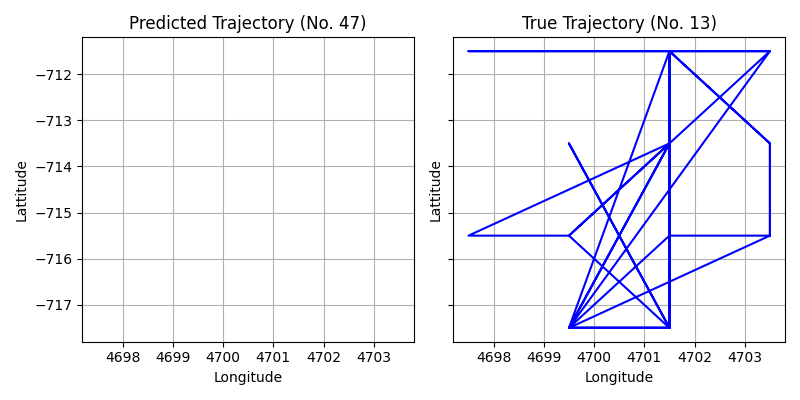 Predicted Trajectory (No. 47)
True Trajectory (No. 13)
Lattitude
−712
−713
−714
−715
−716
−717
4698 4699 4700 4701 4702 4703
Longitude
Lattitude
4698 4699 4700 4701 4702 4703
Longitude